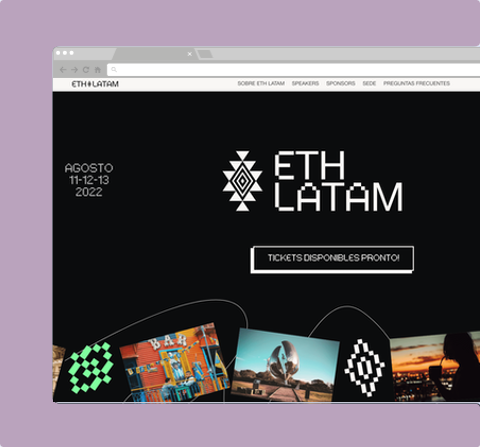 ETH LATAM
SOBRE ETH LATAM SPEAKERS SPONSORS SEDE PREGUNTAS FRECUENTES
AGOSTO
11-12-13
2022
ETH
LATAM
TICKETS DISPONIBLES PRONTO!
BAR